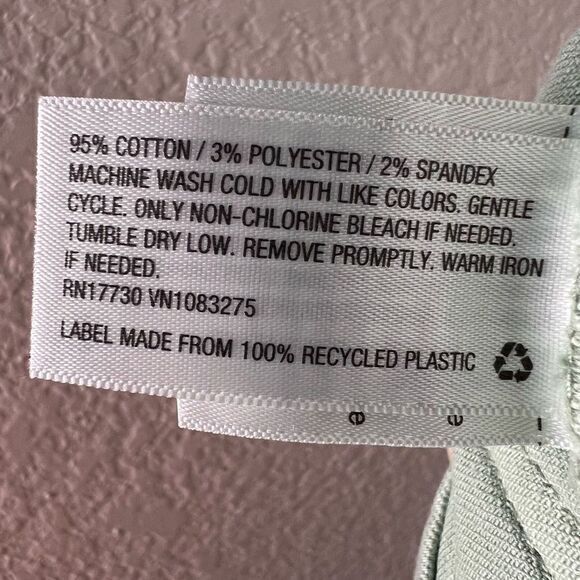 95% COTTON / 3% POLYESTER / 2% SPANDEX
MACHINE WASH COLD WITH LIKE COLORS. GENTLE
CYCLE. ONLY NON-CHLORINE BLEACH IF NEEDED.
TUMBLE DRY LOW. REMOVE PROMPTLY. WARM IRON
IF NEEDED.
RN17730 VN1083275
LABEL MADE FROM 100% RECYCLED PLASTIC